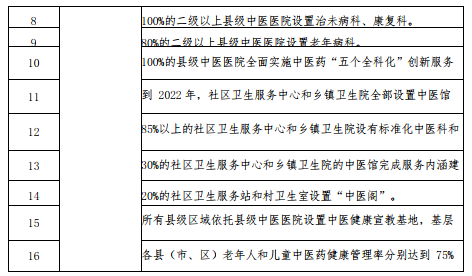 8 100%的二级以上县级中医医院设置治未病科、康复科。
9 80%的二级以上县级中医医院设置老年病科。
10 100%的县级中医医院全面实施中医药“五个全科化”创新服务
11 到 2022 年，社区卫生服务中心和乡镇卫生院全部设置中医馆
12 85%以上的社区卫生服务中心和乡镇卫生院设有标准化中医科和
13 30%的社区卫生服务中心和乡镇卫生院的中医馆完成服务内涵建
14 20%的社区卫生服务站和村卫生室设置“中医阁”。
15 所有县级区域依托县级中医医院设置中医健康宣教基地，基层
16 各县（市、区）老年人和儿童中医药健康管理率分别达到 75%